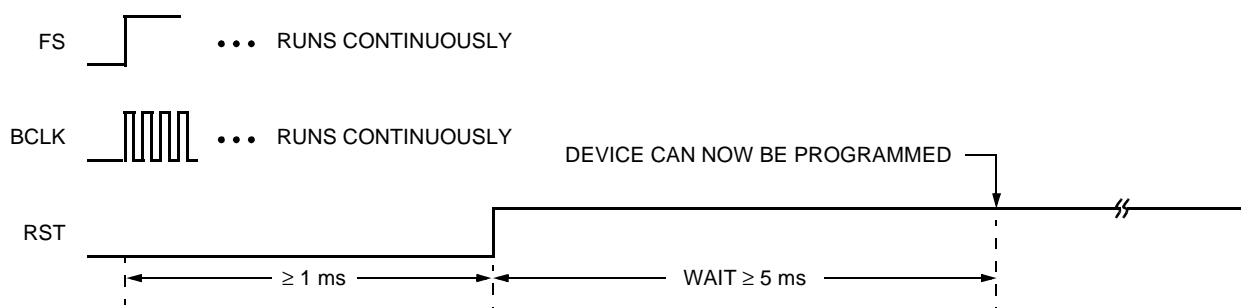 FS
••• RUNS CONTINUOUSLY
BCLK
••• RUNS CONTINUOUSLY
DEVICE CAN NOW BE PROGRAMMED
RST
≥ 1 ms
WAIT ≥ 5 ms